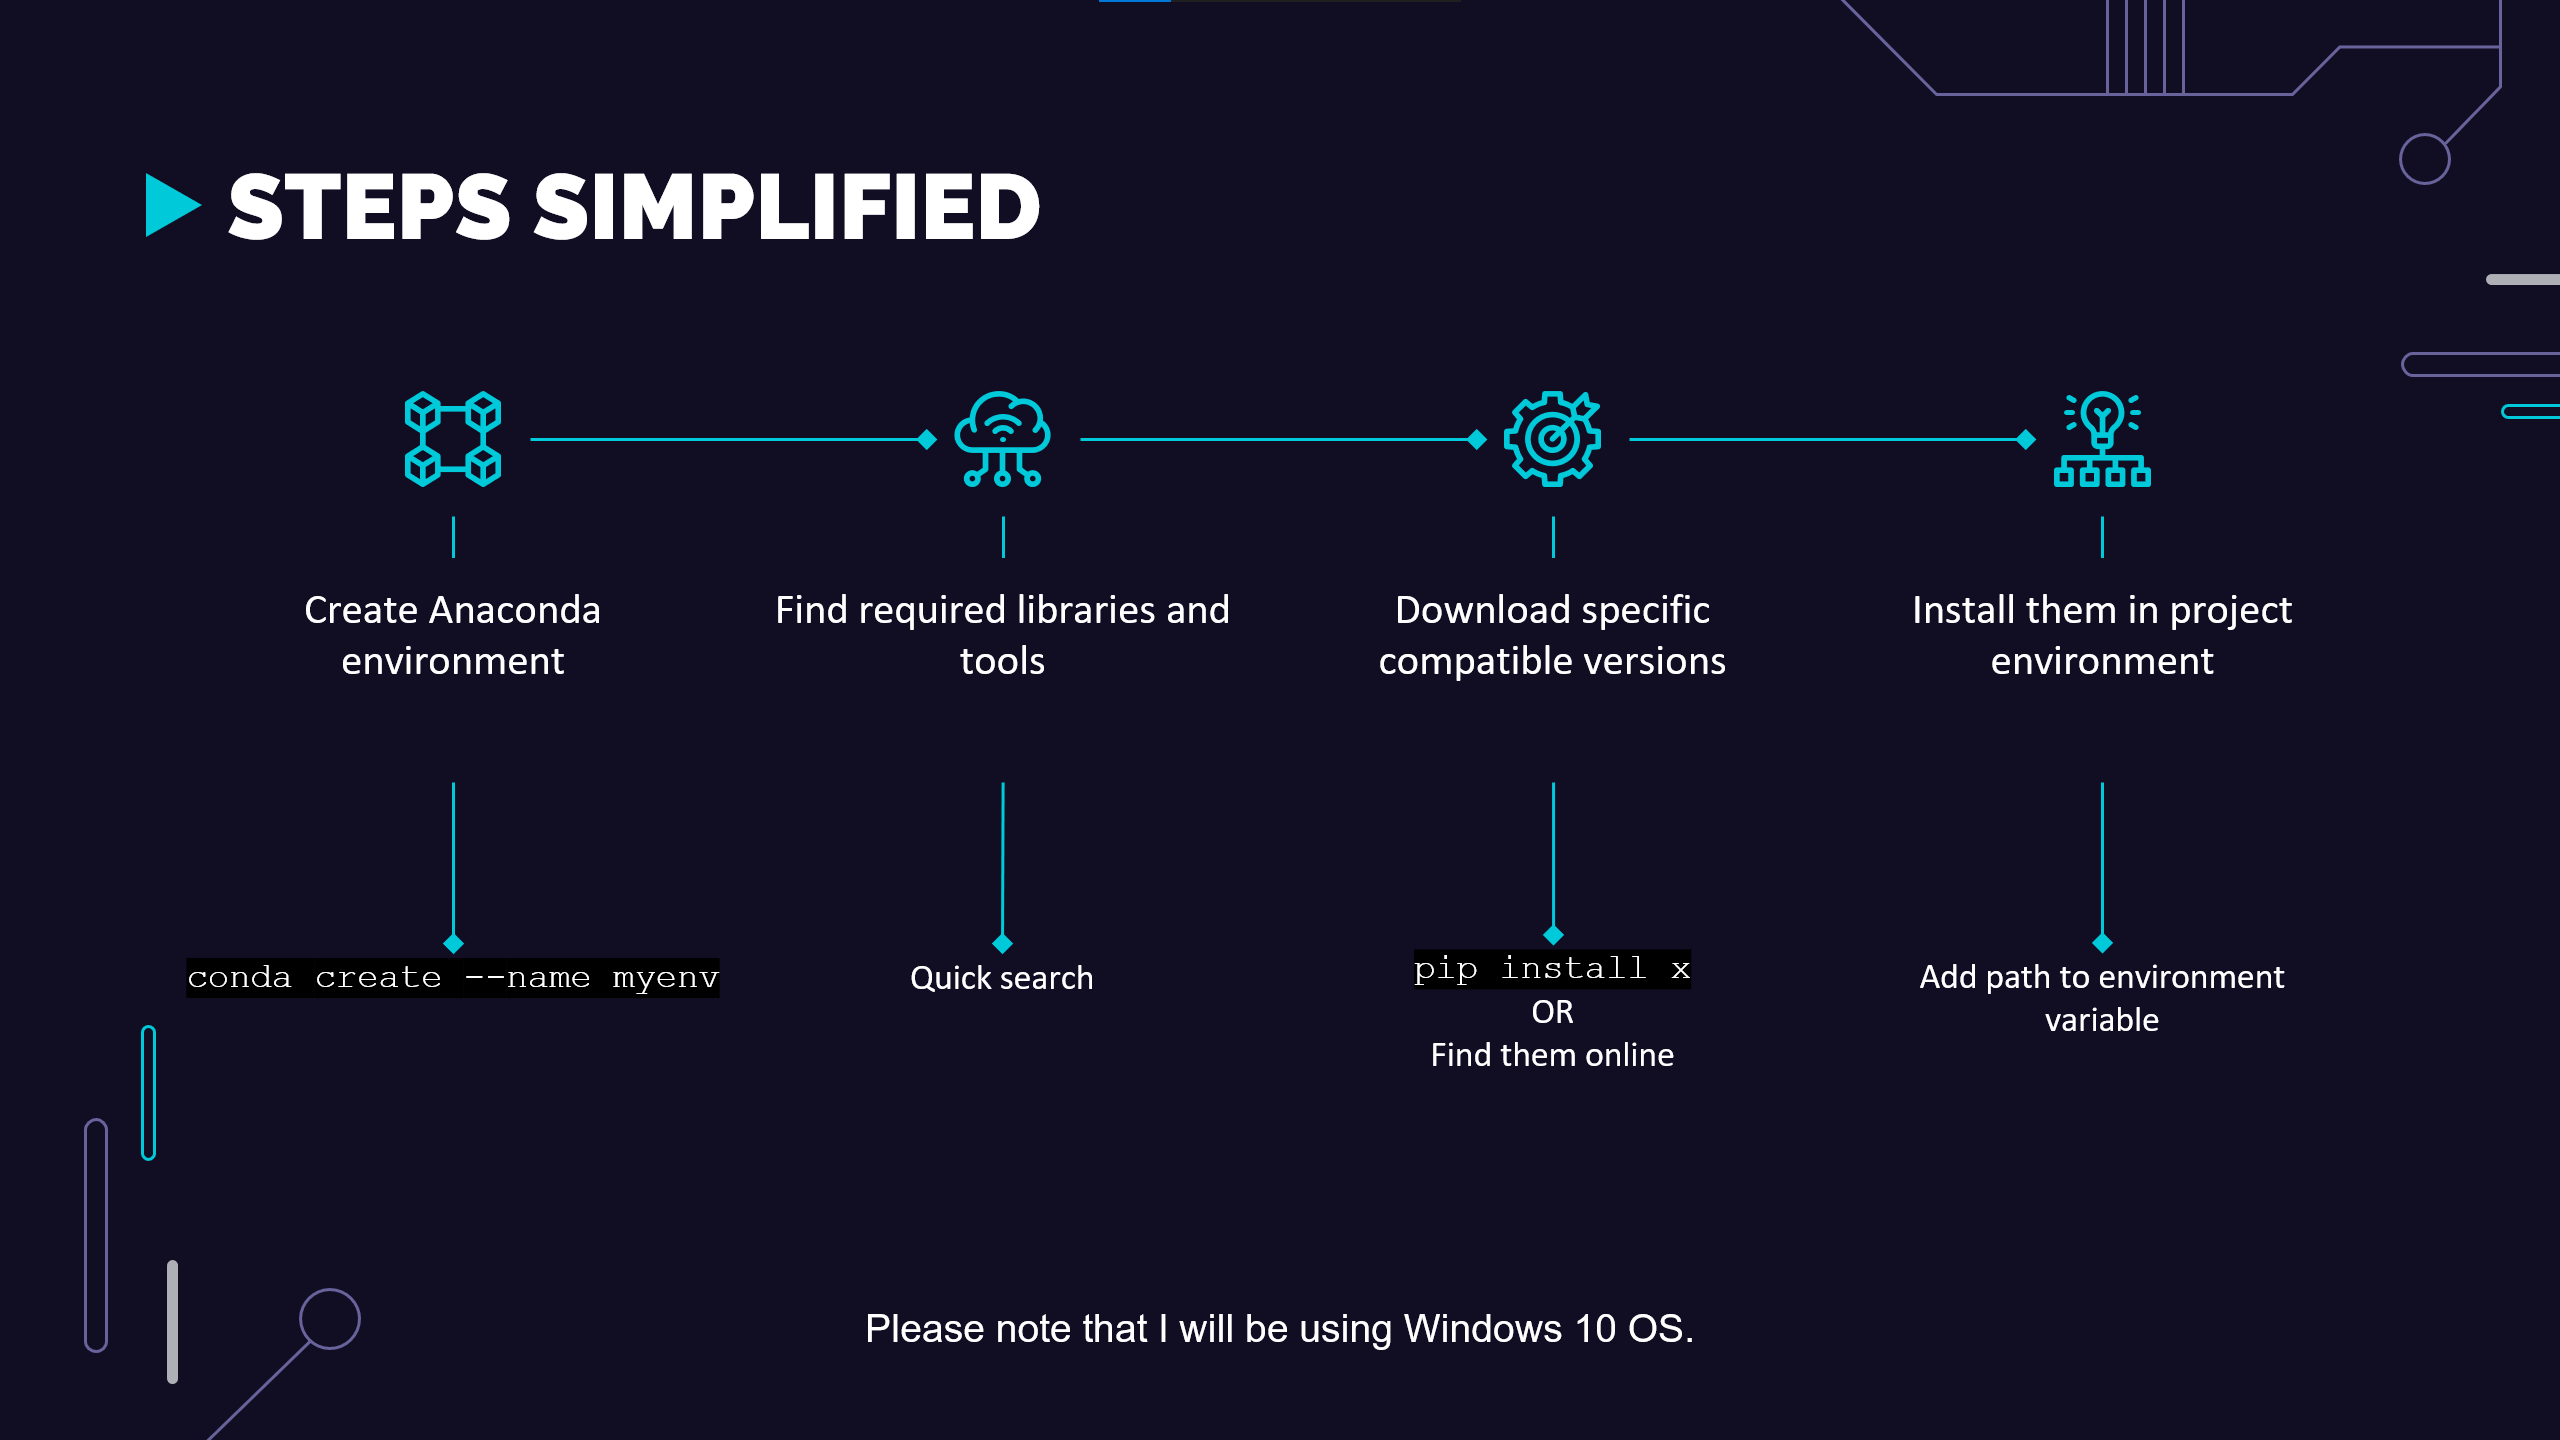 STEPS SIMPLIFIED
Create Anaconda
environment
Find required libraries and
tools
Download specific
compatible versions
Install them in project
environment
conda create --name myenv
Quick search
pip install x
OR
Find them online
Add path to environment
variable
Please note that I will be using Windows 10 OS.